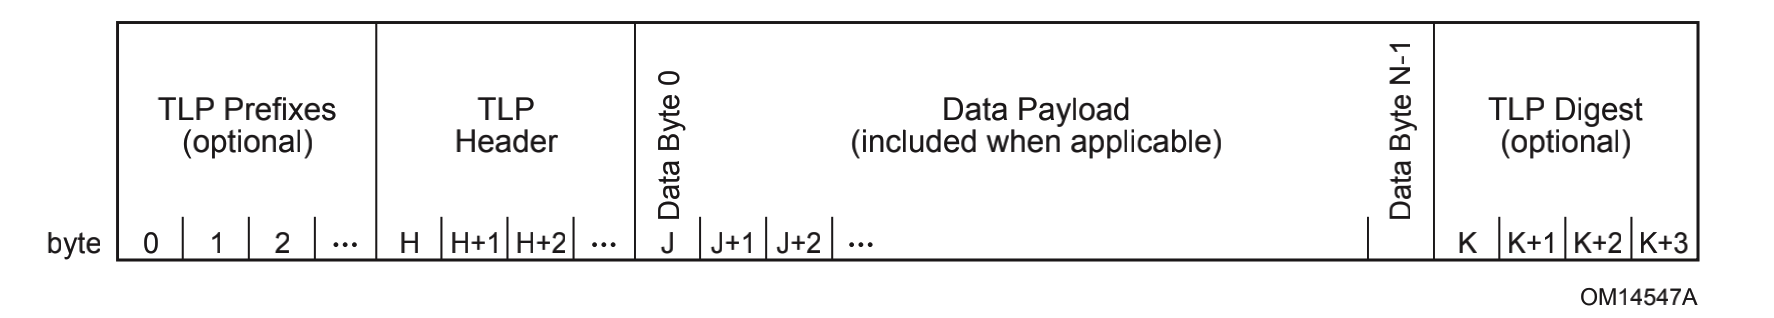 TLP Prefixes
(optional)
TLP
Header
Data Byte 0
Data Payload
(included when applicable)
Data Byte N-1
TLP Digest
(optional)
byte 0 1 2 ... H H+1 H+2 ... J J+1 J+2 ... K K+1 K+2 K+3
OM14547A